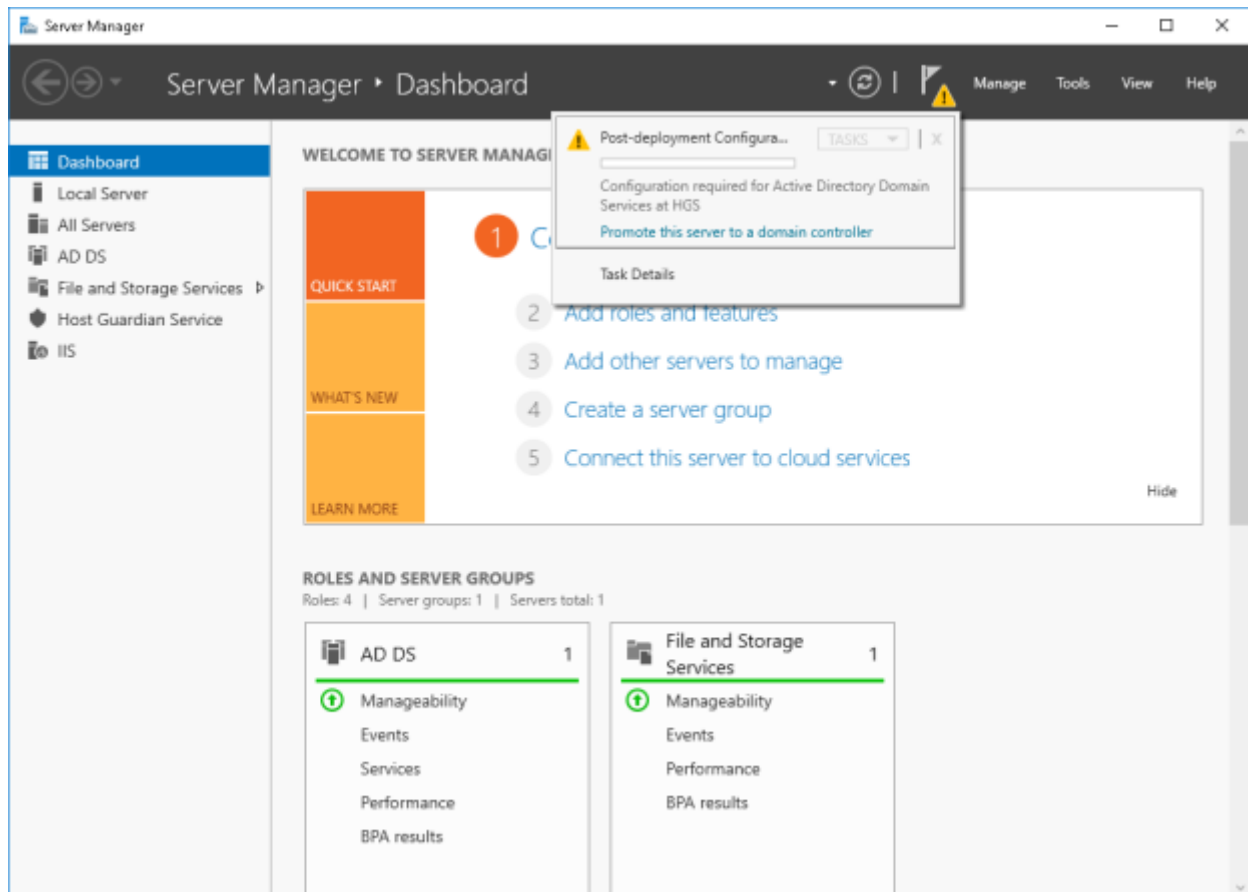 Server Manager
Server Manager ‣ Dashboard
Manage
Tools
View
Help
Dashboard
Local Server
All Servers
AD DS
File and Storage Services
Host Guardian Service
IIS
Post-deployment Configura...
TASKS
X
Configuration required for Active Directory Domain
Services at HGS
Promote this server to a domain controller
Task Details
WELCOME TO SERVER MANAG
QUICK START
WHAT'S NEW
LEARN MORE
1 C
2 Add roles and features
3 Add other servers to manage
4 Create a server group
5 Connect this server to cloud services
Hide
ROLES AND SERVER GROUPS
Roles: 4 | Server groups: 1 | Servers total: 1
AD DS 1
Manageability
Events
Services
Performance
BPA results
File and Storage
Services 1
Manageability
Events
Performance
BPA results